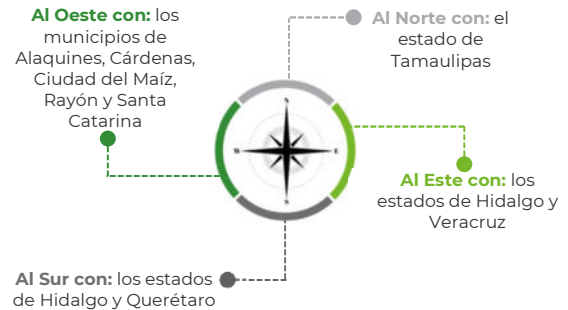 Al Oeste con: los
municipios de
Alaquines, Cárdenas,
Ciudad del Maíz,
Rayón y Santa
Catarina
Al Norte con: el
estado de
Tamaulipas
N
W
E
S
Al Este con: los
estados de Hidalgo y
Veracruz
Al Sur con: los estados
de Hidalgo y Querétaro